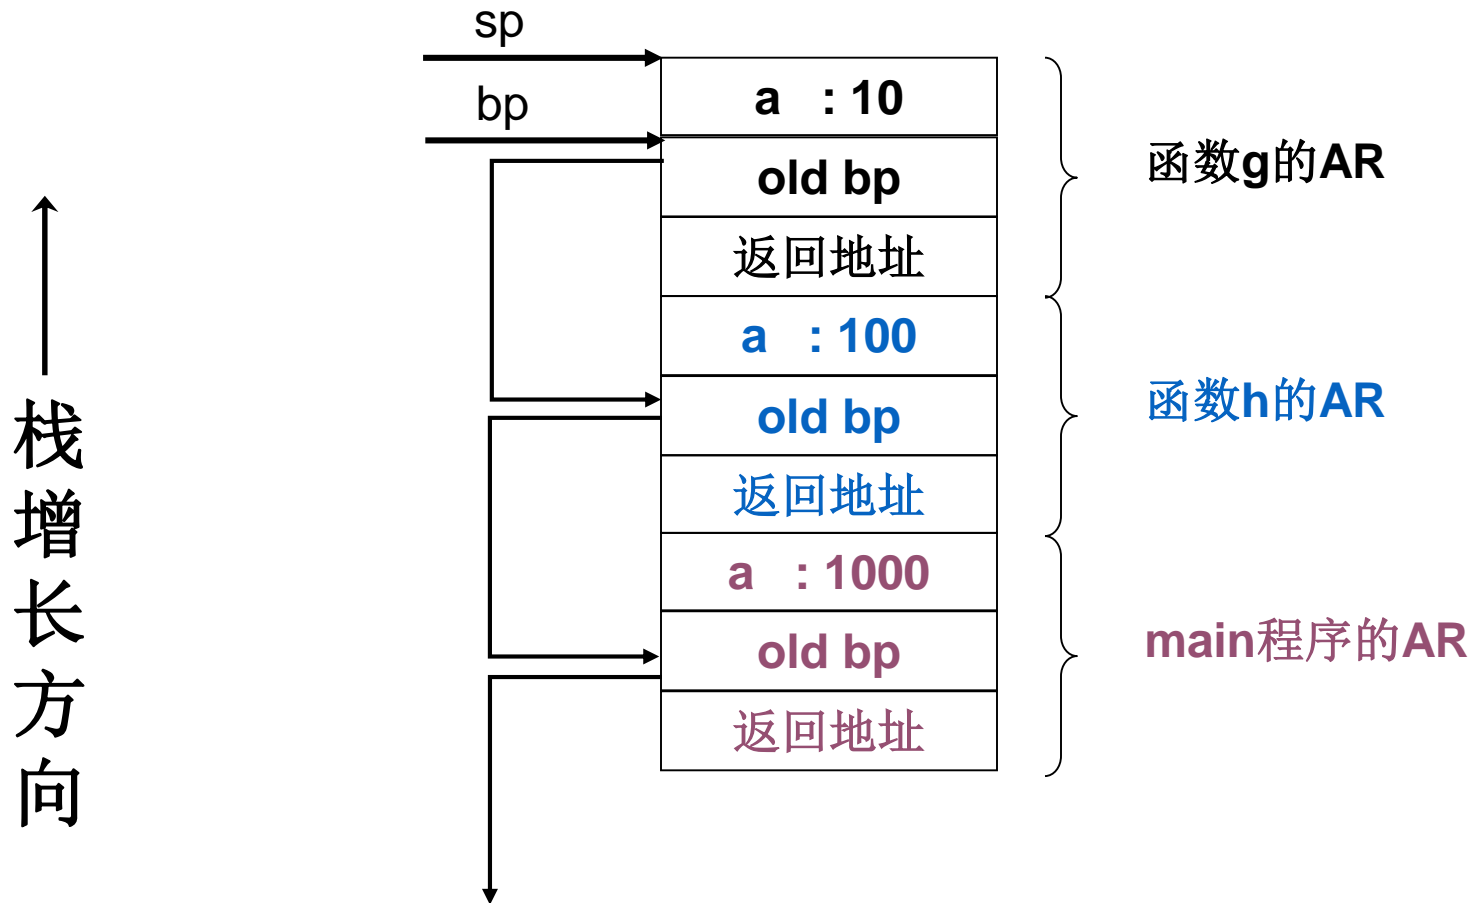 sp
bp
a : 10
old bp
返回地址
函数g的AR
a : 100
old bp
返回地址
函数h的AR
a : 1000
old bp
返回地址
main程序的AR
栈增长方向